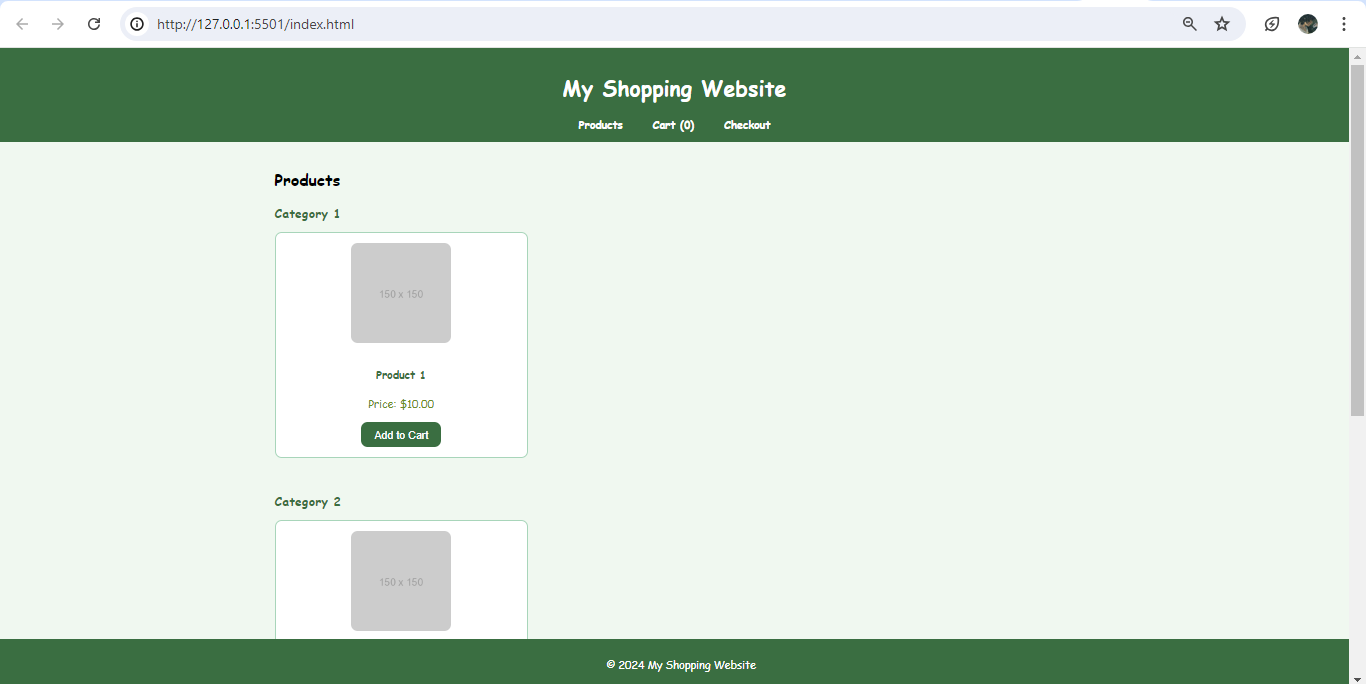 http://127.0.0.1:5501/index.html
My Shopping Website
Products Cart (0) Checkout
Products
Category 1
150 x 150
Product 1
Price: $10.00
Add to Cart
Category 2
150 x 150
© 2024 My Shopping Website